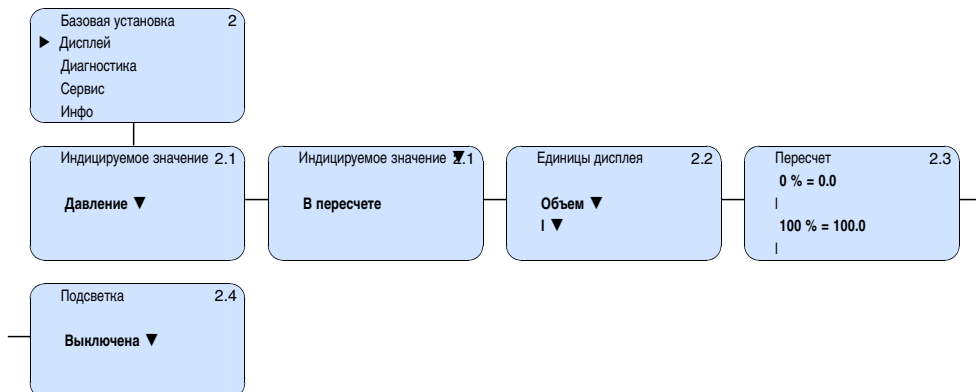 Базовая установка 2
▶ Дисплей
Диагностика
Сервис
Инфо
Индицируемое значение 2.1
Давление ▼
Индицируемое значение 2.1
▼
В пересчете
Единицы дисплея 2.2
Объем ▼
l ▼
Пересчет 2.3
0 % = 0.0
l
100 % = 100.0
l
Подсветка 2.4
Выключена ▼